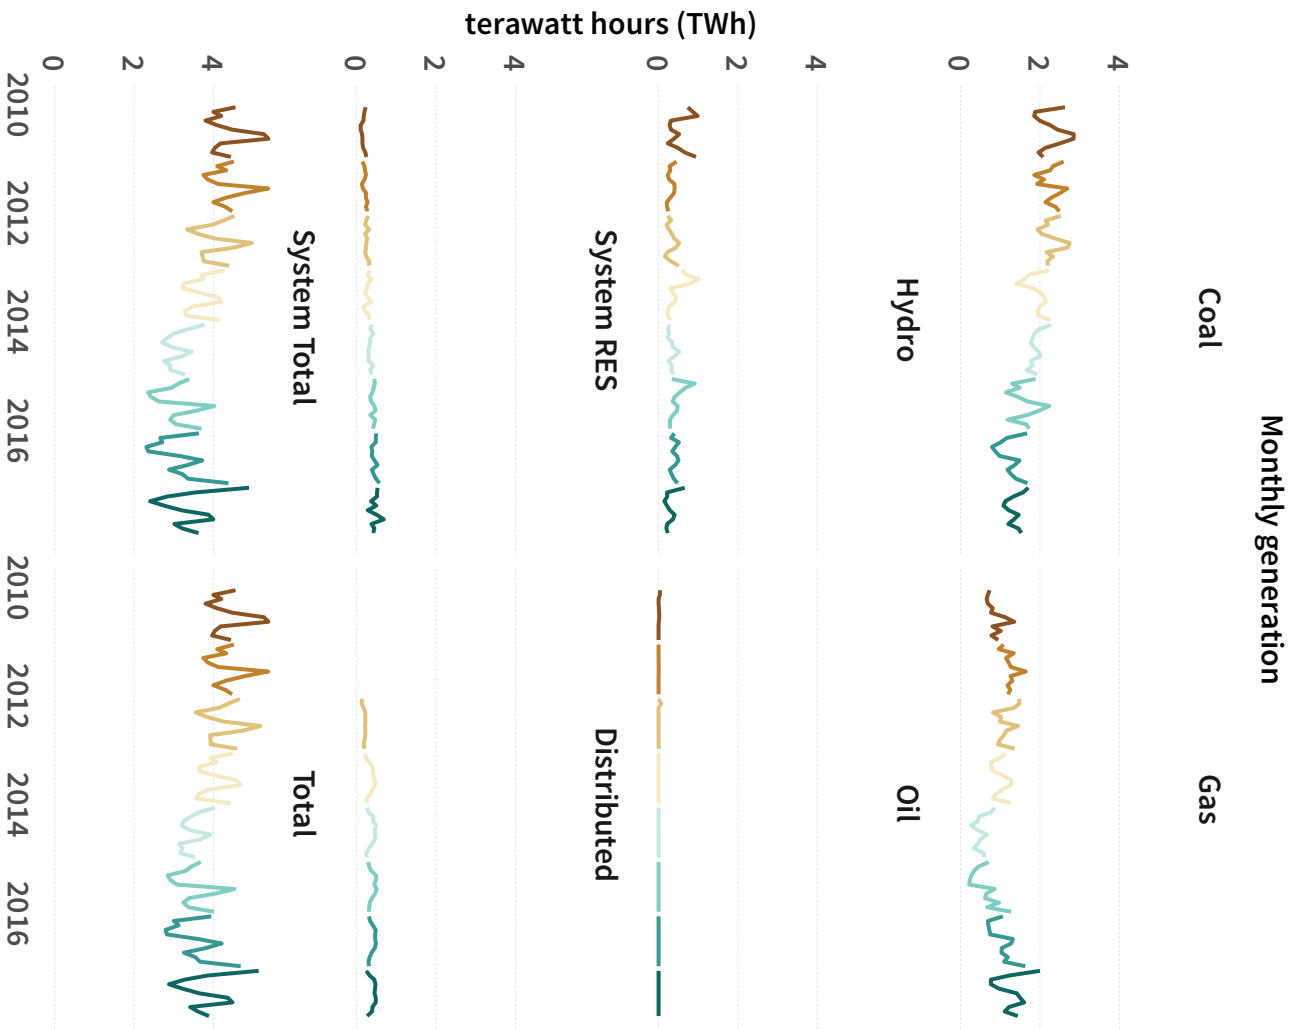 Monthly generation
Coal
Gas
4
2
0
Hydro
Oil
4
2
0
System RES
Distributed
4
2
0
System Total
Total
4
2
0
2010 2012 2014 2016 2010 2012 2014 2016
terawatt hours (TWh)